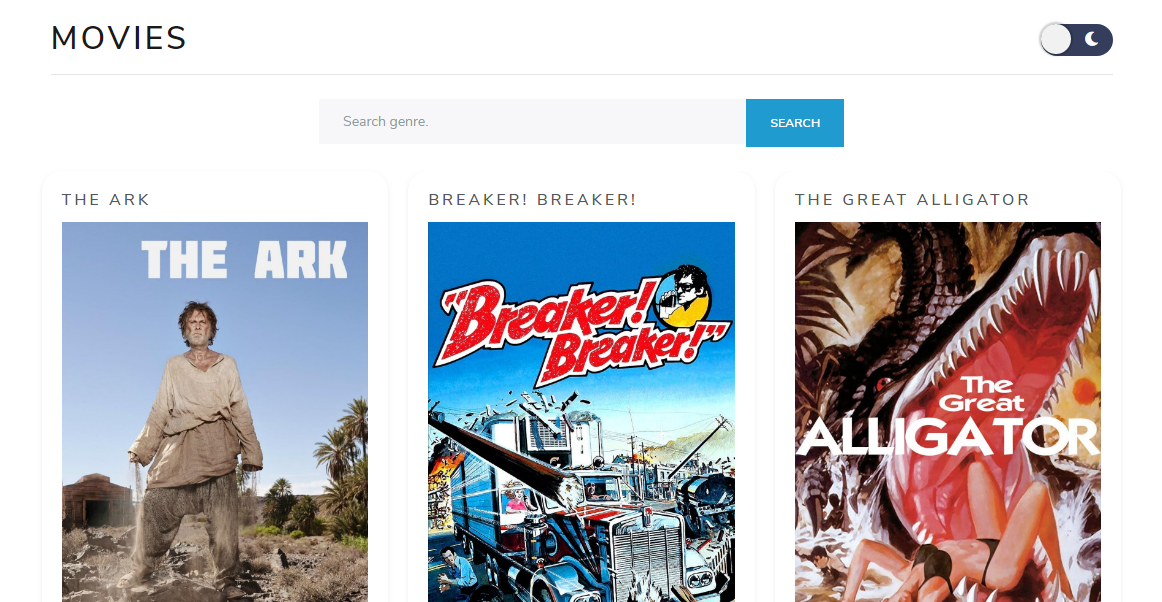 MOVIES
Search genre.
SEARCH
THE ARK
THE ARK
BREAKER! BREAKER!
"Breaker!
Breaker!"
THE GREAT ALLIGATOR
The
Great
ALLIGATOR